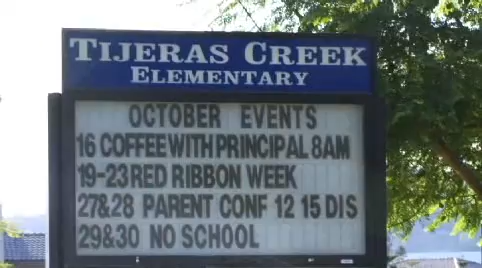 TIJERAS CREEK
ELEMENTARY
OCTOBER EVENTS
16 COFFEE WITH PRINCIPAL 8AM
19-23 RED RIBBON WEEK
27&28 PARENT CONF 12 15 DIS
29&30 NO SCHOOL